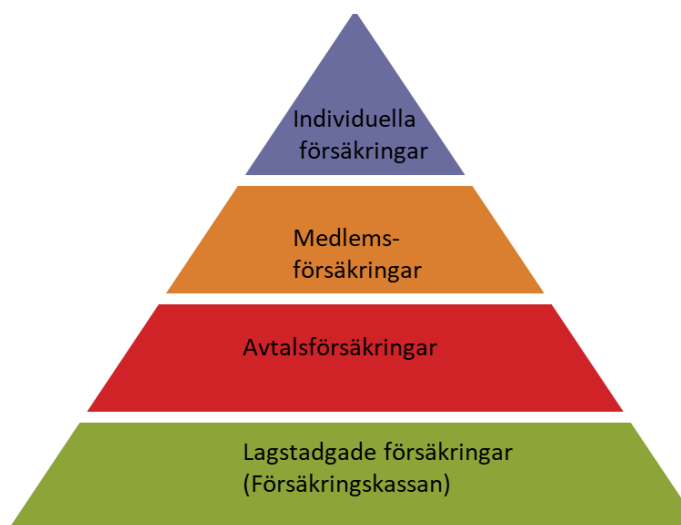 Individuella
försäkringar
Medlems-
försäkringar
Avtalsförsäkringar
Lagstadgade försäkringar
(Försäkringskassan)